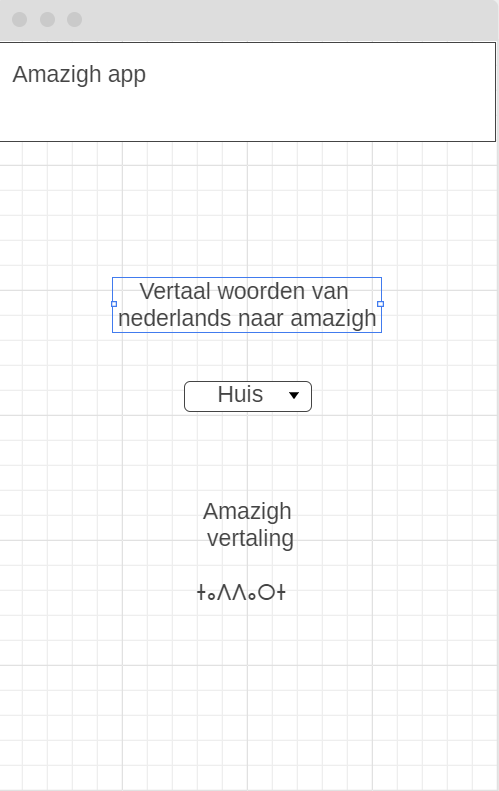 Amazigh app
Vertaal woorden van
nederlands naar amazigh
Huis
Amazigh
vertaling
ⵜⴰⴷⴷⴰⵔⵜ